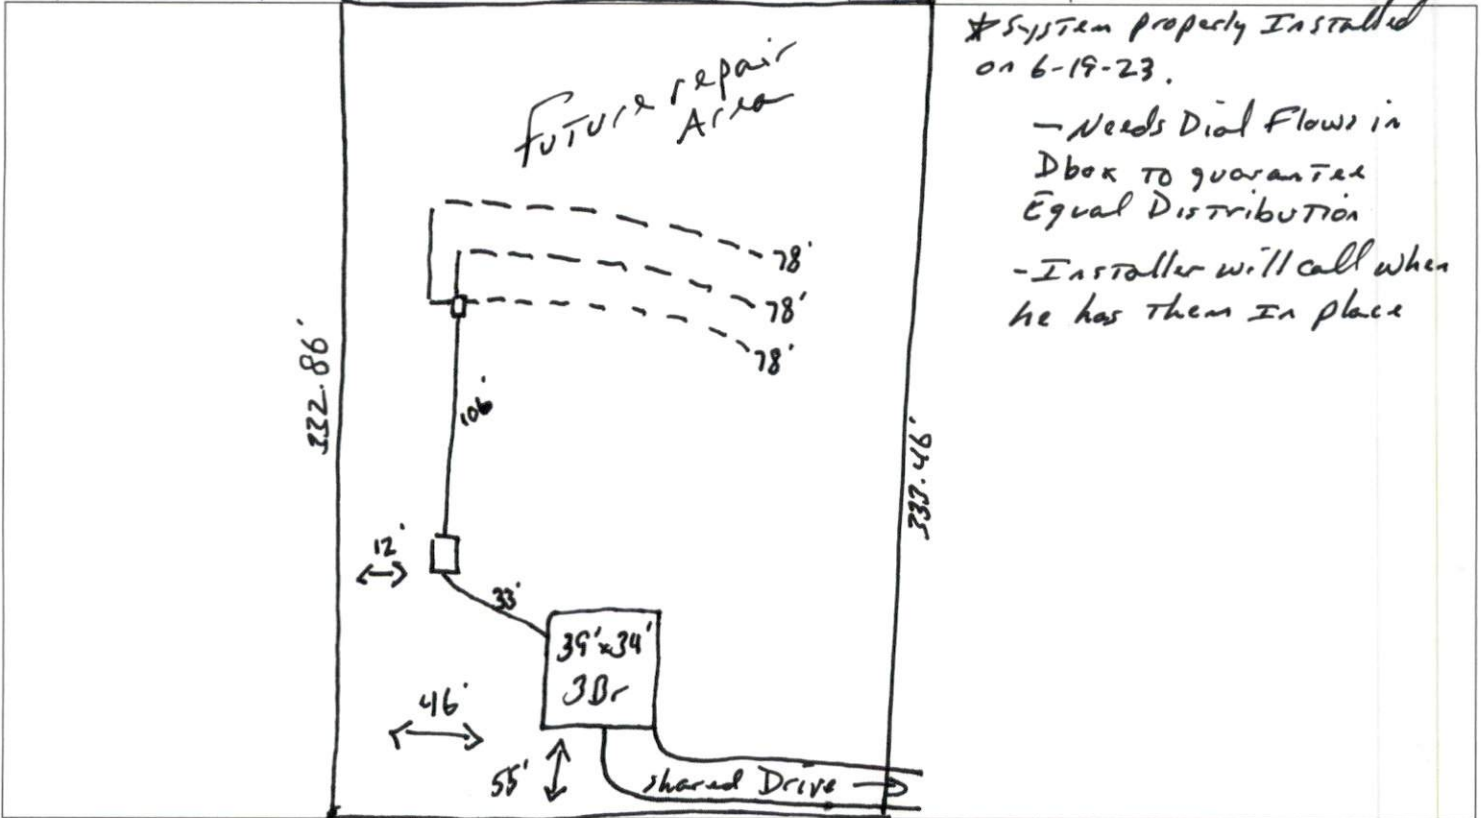 * System properly Installed
on 6-19-23.
- Needs Dial Flows in
Dbox To guarantee
Equal Distribution
- Installer will call when
he has Them In place
Future repair
Area
78'
78'
78'
106'
332.86'
337.46'
12'
33'
39'x34'
3Br
46'
55'
shared Drive